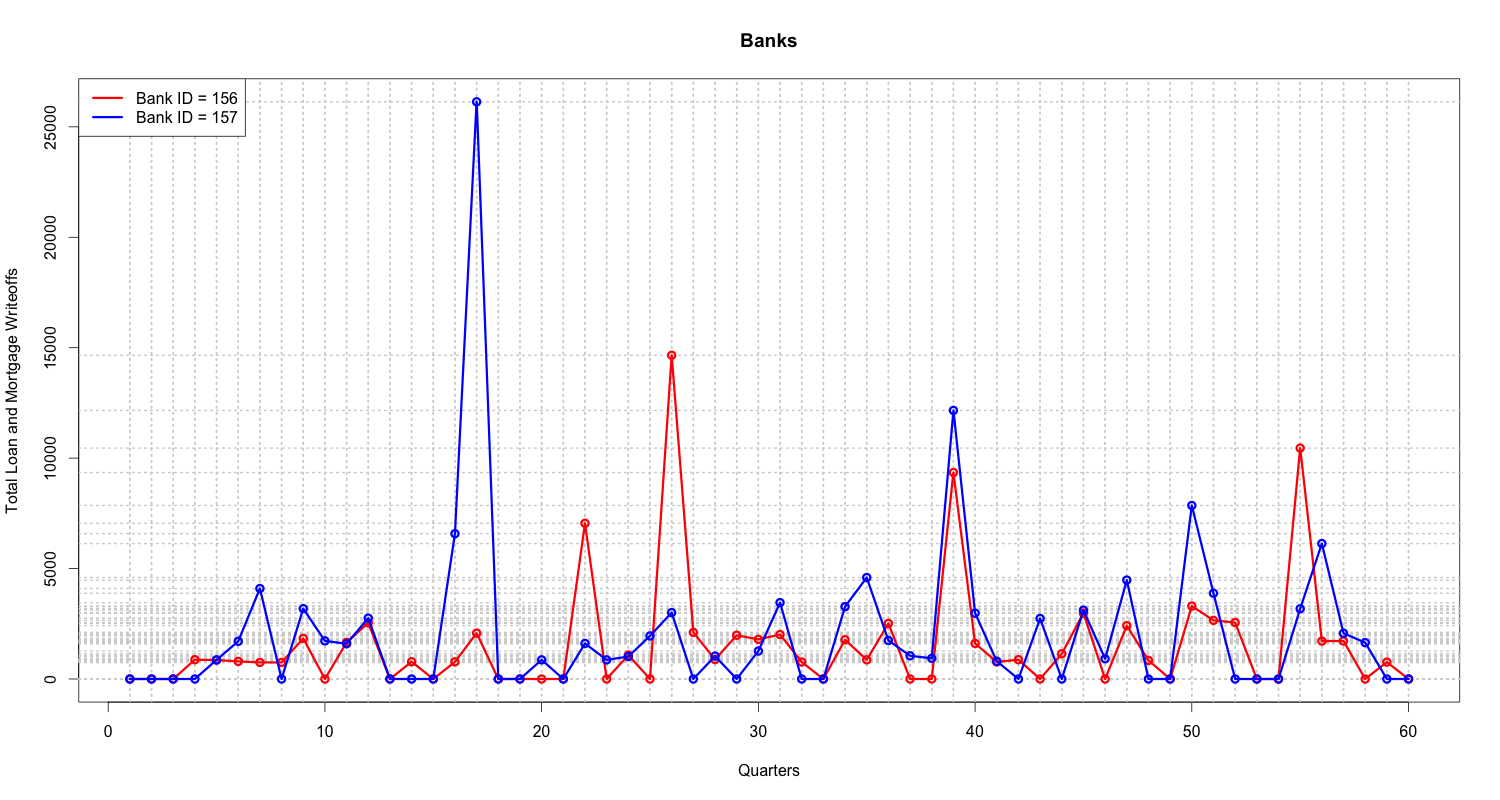 Banks
Bank ID = 156
Bank ID = 157
Total Loan and Mortgage Writeoffs
25000
20000
15000
10000
5000
0
0 10 20 30 40 50 60
Quarters